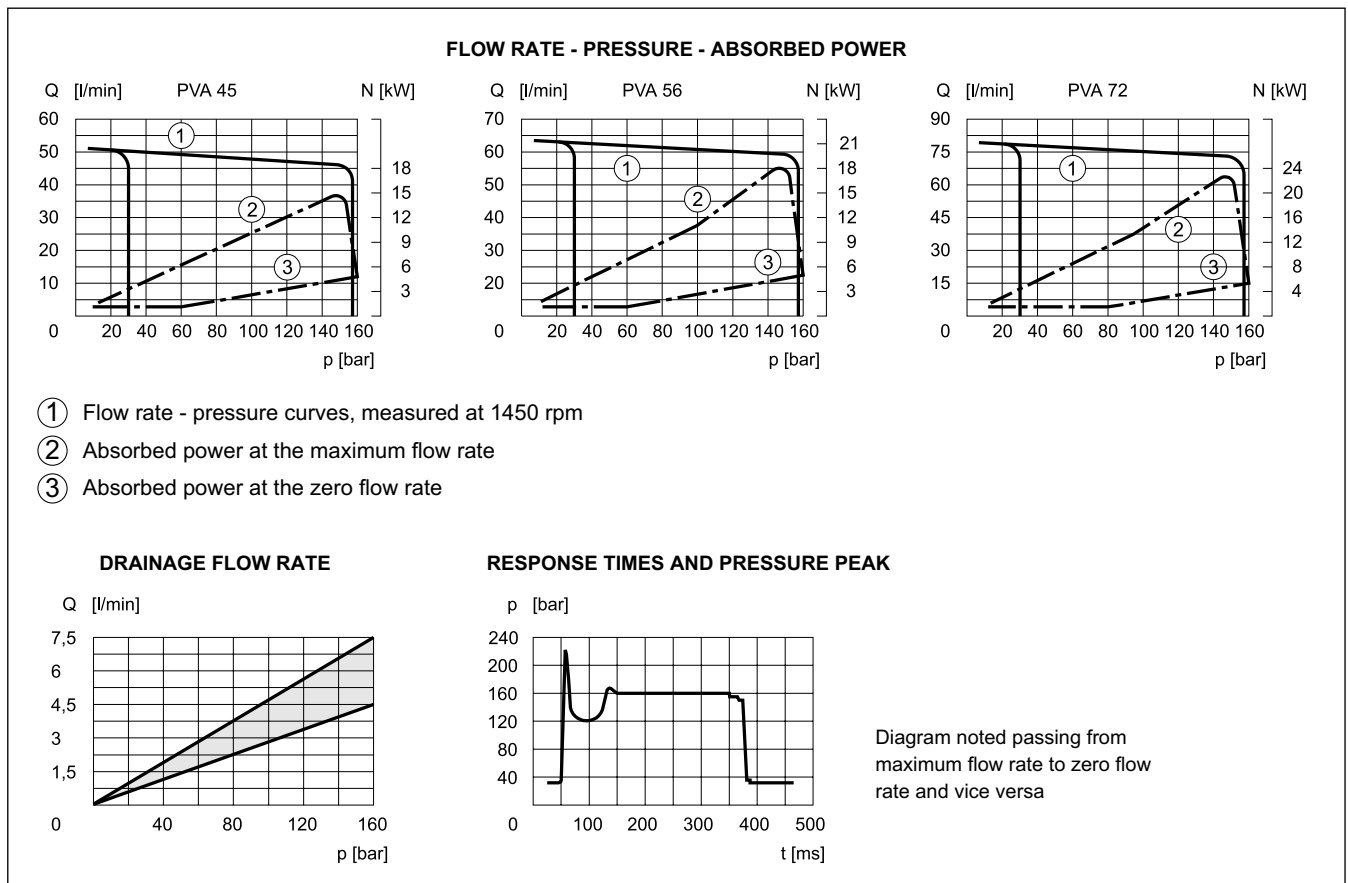 FLOW RATE - PRESSURE - ABSORBED POWER
Q [l/min] PVA 45 N [kW]
60
50
40
30
20
10
0
18
15
12
9
6
3
20 40 60 80 100 120 140 160
p [bar]
1
2
3
Q [l/min] PVA 56 N [kW]
70
60
50
40
30
20
0
21
18
15
12
9
6
3
20 40 60 80 100 120 140 160
p [bar]
1
2
3
Q [l/min] PVA 72 N [kW]
90
75
60
45
30
15
0
24
20
16
12
8
4
20 40 60 80 100 120 140 160
p [bar]
1
2
3
1 Flow rate - pressure curves, measured at 1450 rpm
2 Absorbed power at the maximum flow rate
3 Absorbed power at the zero flow rate
DRAINAGE FLOW RATE
Q [l/min]
7,5
6
4,5
3
1,5
0 40 80 120 160
p [bar]
RESPONSE TIMES AND PRESSURE PEAK
p [bar]
240
200
160
120
80
40
0 100 200 300 400 500
t [ms]
Diagram noted passing from
maximum flow rate to zero flow
rate and vice versa